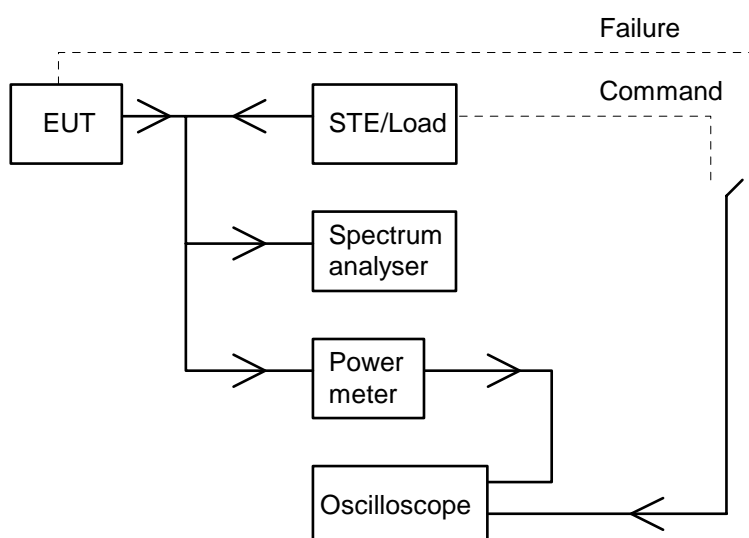 Failure
Command
EUT
STE/Load
Spectrum
analyser
Power
meter
Oscilloscope